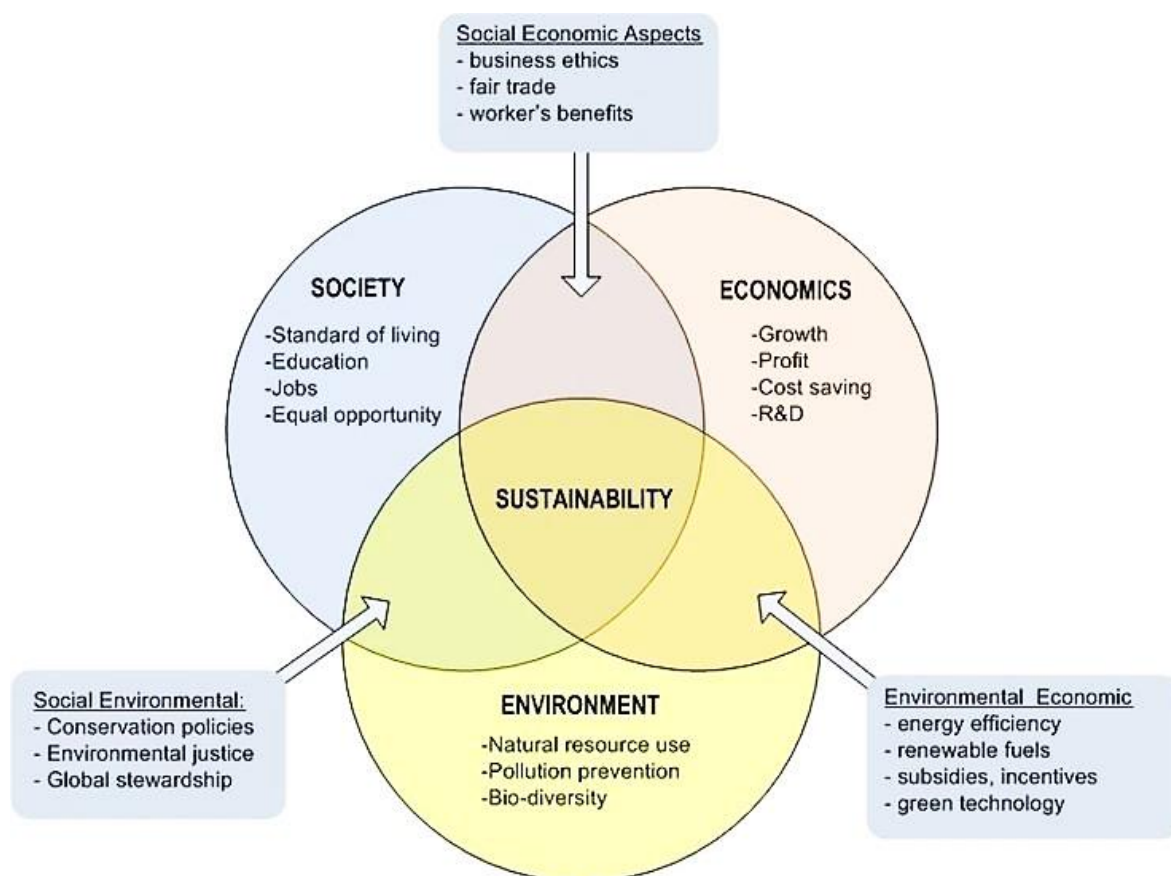 Social Economic Aspects
- business ethics
- fair trade
- worker's benefits
SOCIETY
-Standard of living
-Education
-Jobs
-Equal opportunity
ECONOMICS
-Growth
-Profit
-Cost saving
-R&D
SUSTAINABILITY
Social Environmental:
- Conservation policies
- Environmental justice
- Global stewardship
ENVIRONMENT
-Natural resource use
-Pollution prevention
-Bio-diversity
Environmental Economic
- energy efficiency
- renewable fuels
- subsidies, incentives
- green technology